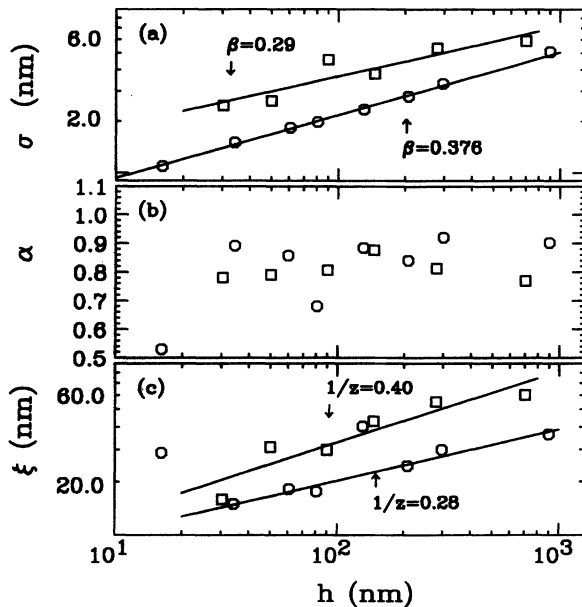 6.0
(a)
β=0.29
↓
σ (nm)
2.0
↑
β=0.376
1.1
(b)
1.0
0.9
α
0.8
0.7
0.6
0.5
(c)
1/z=0.40
60.0
↓
ξ (nm)
20.0
↑
1/z=0.28
10¹ 10² 10³
h (nm)